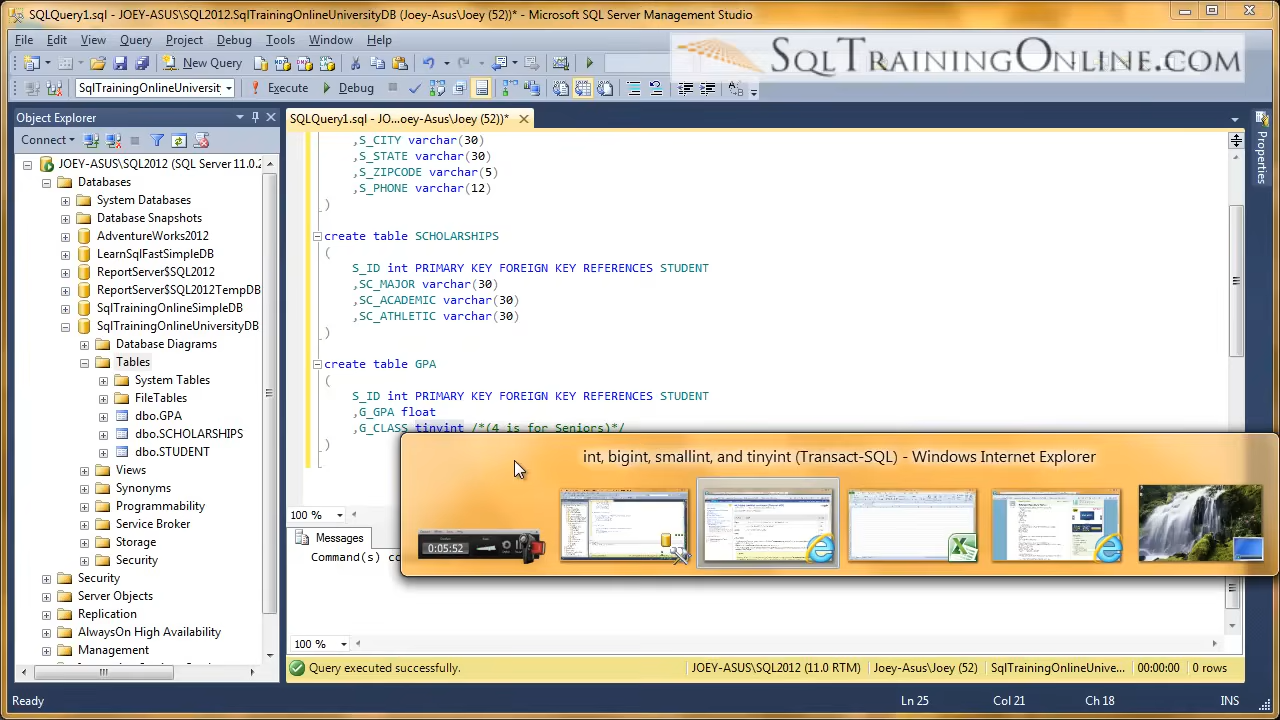 SQLQuery1.sql - JOEY-ASUS\SQL2012.SqlTrainingOnlineUniversityDB (Joey-Asus\Joey (52))* - Microsoft SQL Server Management Studio
File Edit View Query Project Debug Tools Window Help
SQLTRAININGONLINE.COM
New Query
SqlTrainingOnlineUniversit
Execute
Debug
Object Explorer
Connect
JOEY-ASUS\SQL2012 (SQL Server 11.0.2
Databases
System Databases
Database Snapshots
AdventureWorks2012
LearnSqlFastSimpleDB
ReportServer$SQL2012
ReportServer$SQL2012TempDB
SqlTrainingOnlineSimpleDB
SqlTrainingOnlineUniversityDB
Database Diagrams
Tables
System Tables
FileTables
dbo.GPA
dbo.SCHOLARSHIPS
dbo.STUDENT
Views
Synonyms
Programmability
Service Broker
Storage
Security
Security
Server Objects
Replication
AlwaysOn High Availability
Management
SQLQuery1.sql - JO...oey-Asus\Joey (52))*
,S_CITY varchar(30)
,S_STATE varchar(30)
,S_ZIPCODE varchar(5)
,S_PHONE varchar(12)
)
create table SCHOLARSHIPS
(
S_ID int PRIMARY KEY FOREIGN KEY REFERENCES STUDENT
,SC_MAJOR varchar(30)
,SC_ACADEMIC varchar(30)
,SC_ATHLETIC varchar(30)
)
create table GPA
(
S_ID int PRIMARY KEY FOREIGN KEY REFERENCES STUDENT
,G_GPA float
,G_CLASS tinyint /*(4 is for Seniors)*/
)
Properties
int, bigint, smallint, and tinyint (Transact-SQL) - Windows Internet Explorer
0:05:52
100 %
Messages
Command(s) co
100 %
Query executed successfully.
JOEY-ASUS\SQL2012 (11.0 RTM)
Joey-Asus\Joey (52)
SqlTrainingOnlineUnive...
00:00:00
0 rows
Ready
Ln 25
Col 21
Ch 18
INS